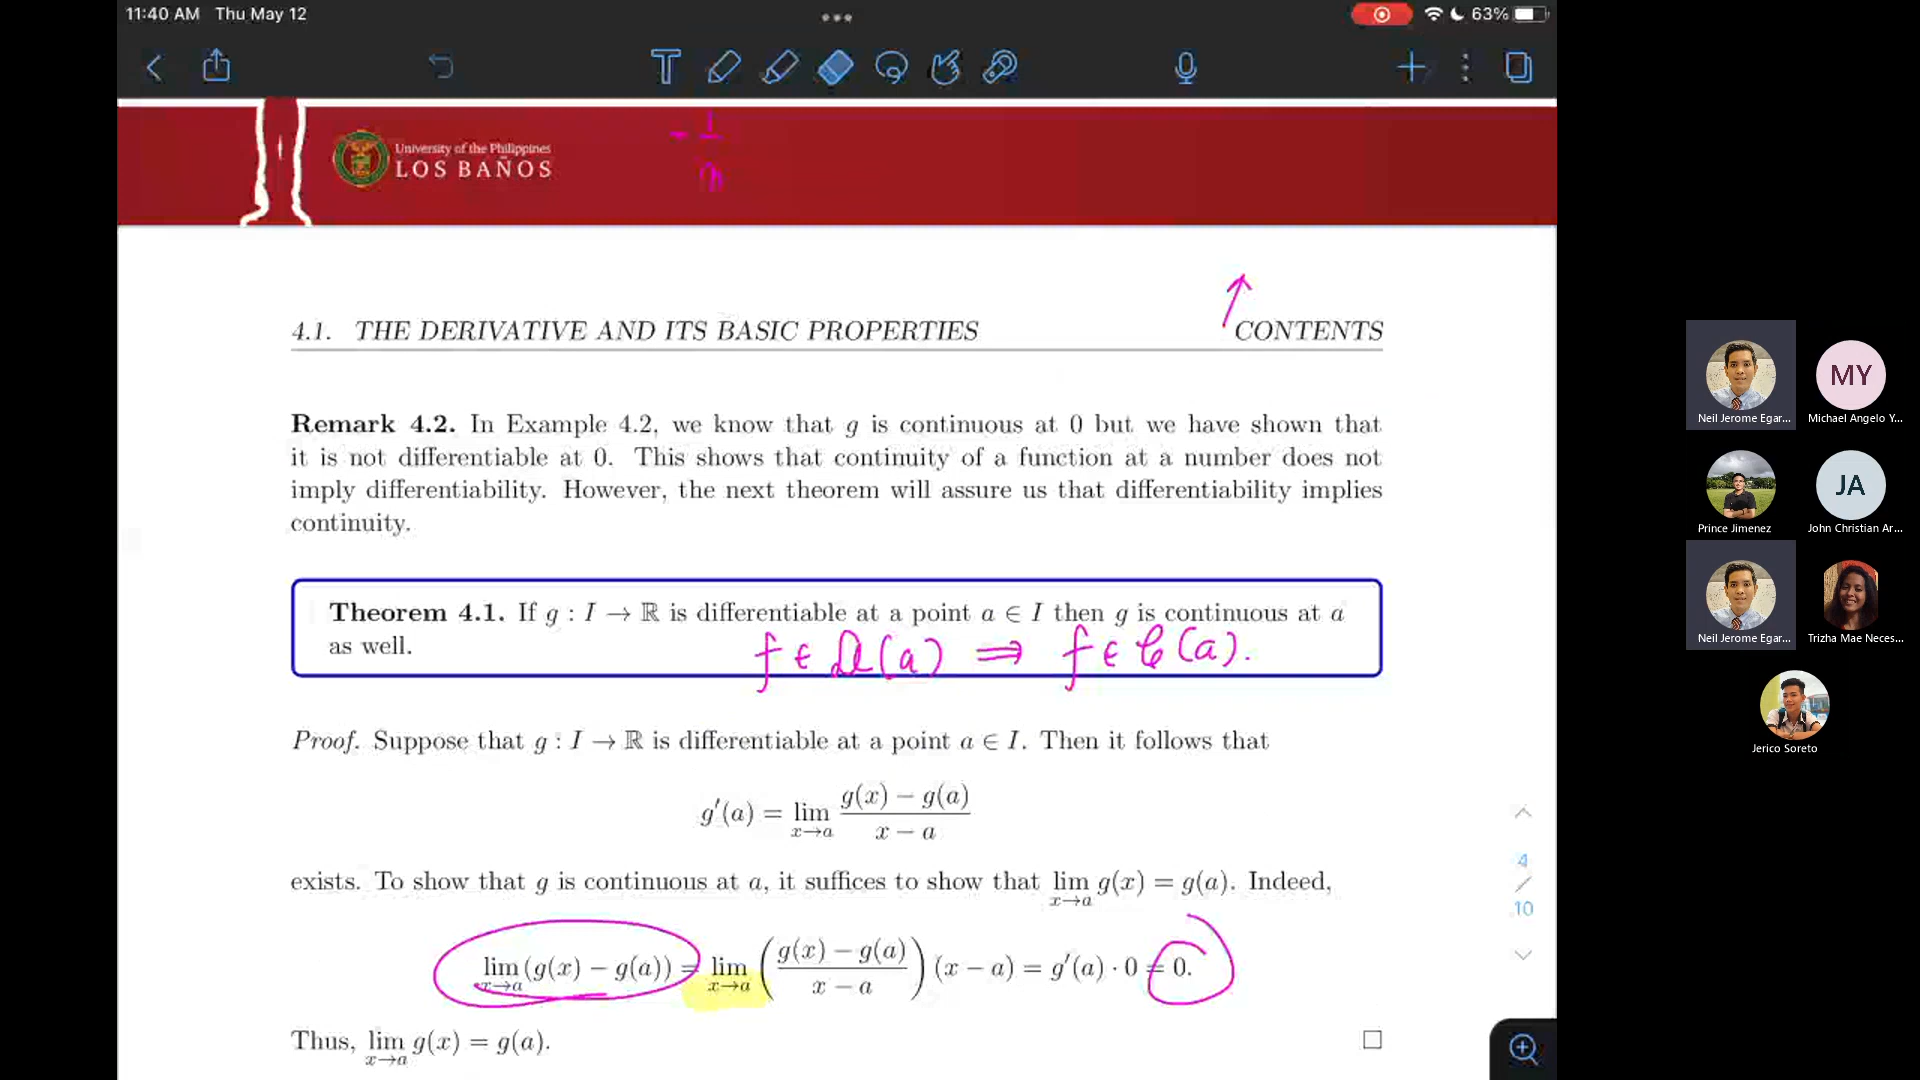 11:40 AM Thu May 12
63%
University of the Philippines
LOS BAÑOS
- 1
n
4.1. THE DERIVATIVE AND ITS BASIC PROPERTIES CONTENTS
Remark 4.2. In Example 4.2, we know that g is continuous at 0 but we have shown that
it is not differentiable at 0. This shows that continuity of a function at a number does not
imply differentiability. However, the next theorem will assure us that differentiability implies
continuity.
Theorem 4.1. If g : I → ℝ is differentiable at a point a ∈ I then g is continuous at a
as well.
f ∈ D(a) ⇒ f ∈ C(a).
Proof. Suppose that g : I → ℝ is differentiable at a point a ∈ I. Then it follows that
g′(a) = lim x→a (g(x) − g(a)) / (x − a)
exists. To show that g is continuous at a, it suffices to show that lim x→a g(x) = g(a). Indeed,
lim x→a (g(x) − g(a)) = lim x→a ((g(x) − g(a)) / (x − a)) (x − a) = g′(a) · 0 = 0.
Thus, lim x→a g(x) = g(a). □
4
/
10
Neil Jerome Egar...
MY
Michael Angelo Y...
Prince Jimenez
JA
John Christian Ar...
Neil Jerome Egar...
Trizha Mae Neces...
Jerico Soreto